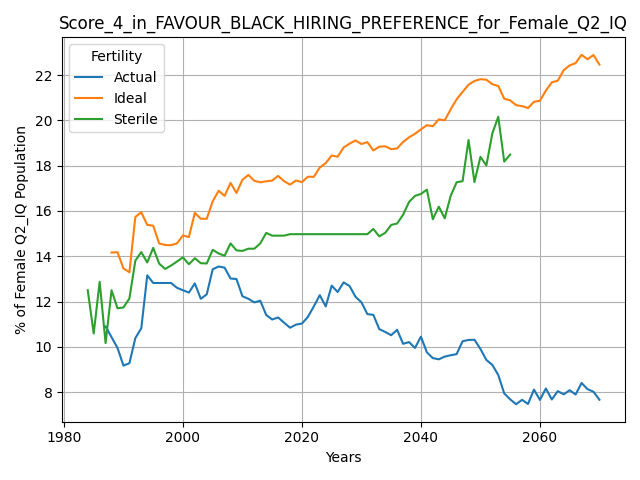 Score_4_in_FAVOUR_BLACK_HIRING_PREFERENCE_for_Female_Q2_IQ
Fertility
Actual
Ideal
Sterile
% of Female Q2_IQ Population
22
20
18
16
14
12
10
8
1980
2000
2020
2040
2060
Years